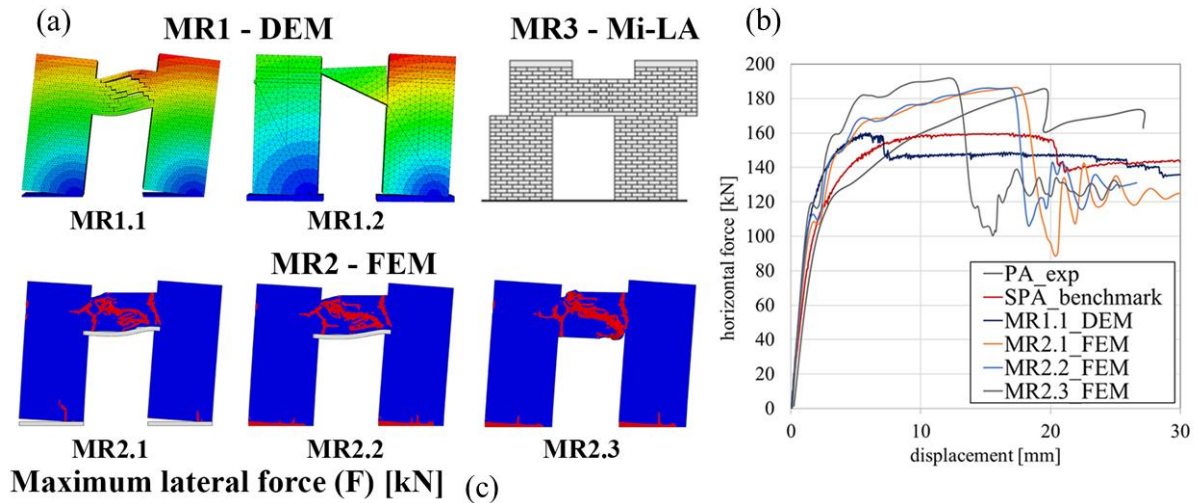 (a)
MR1 - DEM
MR3 - Mi-LA
MR1.1
MR1.2
MR2 - FEM
MR2.1
MR2.2
MR2.3
Maximum lateral force (F) [kN]
(c)
(b)
200
180
160
140
120
100
80
60
40
20
0
horizontal force [kN]
PA_exp
SPA_benchmark
MR1.1_DEM
MR2.1_FEM
MR2.2_FEM
MR2.3_FEM
0
10
20
30
displacement [mm]